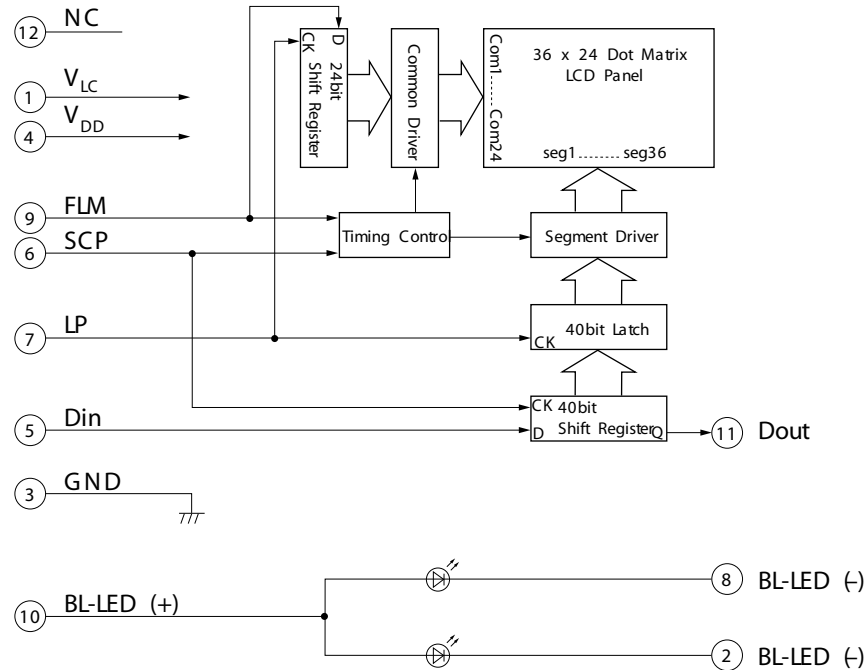 12 NC
1 VLC
4 VDD
9 FLM
6 SCP
7 LP
5 Din
3 GND
10 BL-LED (+)
D
CK
24bit
Shift Register
Common Driver
Com1......Com24
36 x 24 Dot Matrix
LCD Panel
seg1........ seg36
Timing Control
Segment Driver
40bit Latch
CK
CK 40bit
D Shift Register Q
11 Dout
8 BL-LED (–)
2 BL-LED (–)